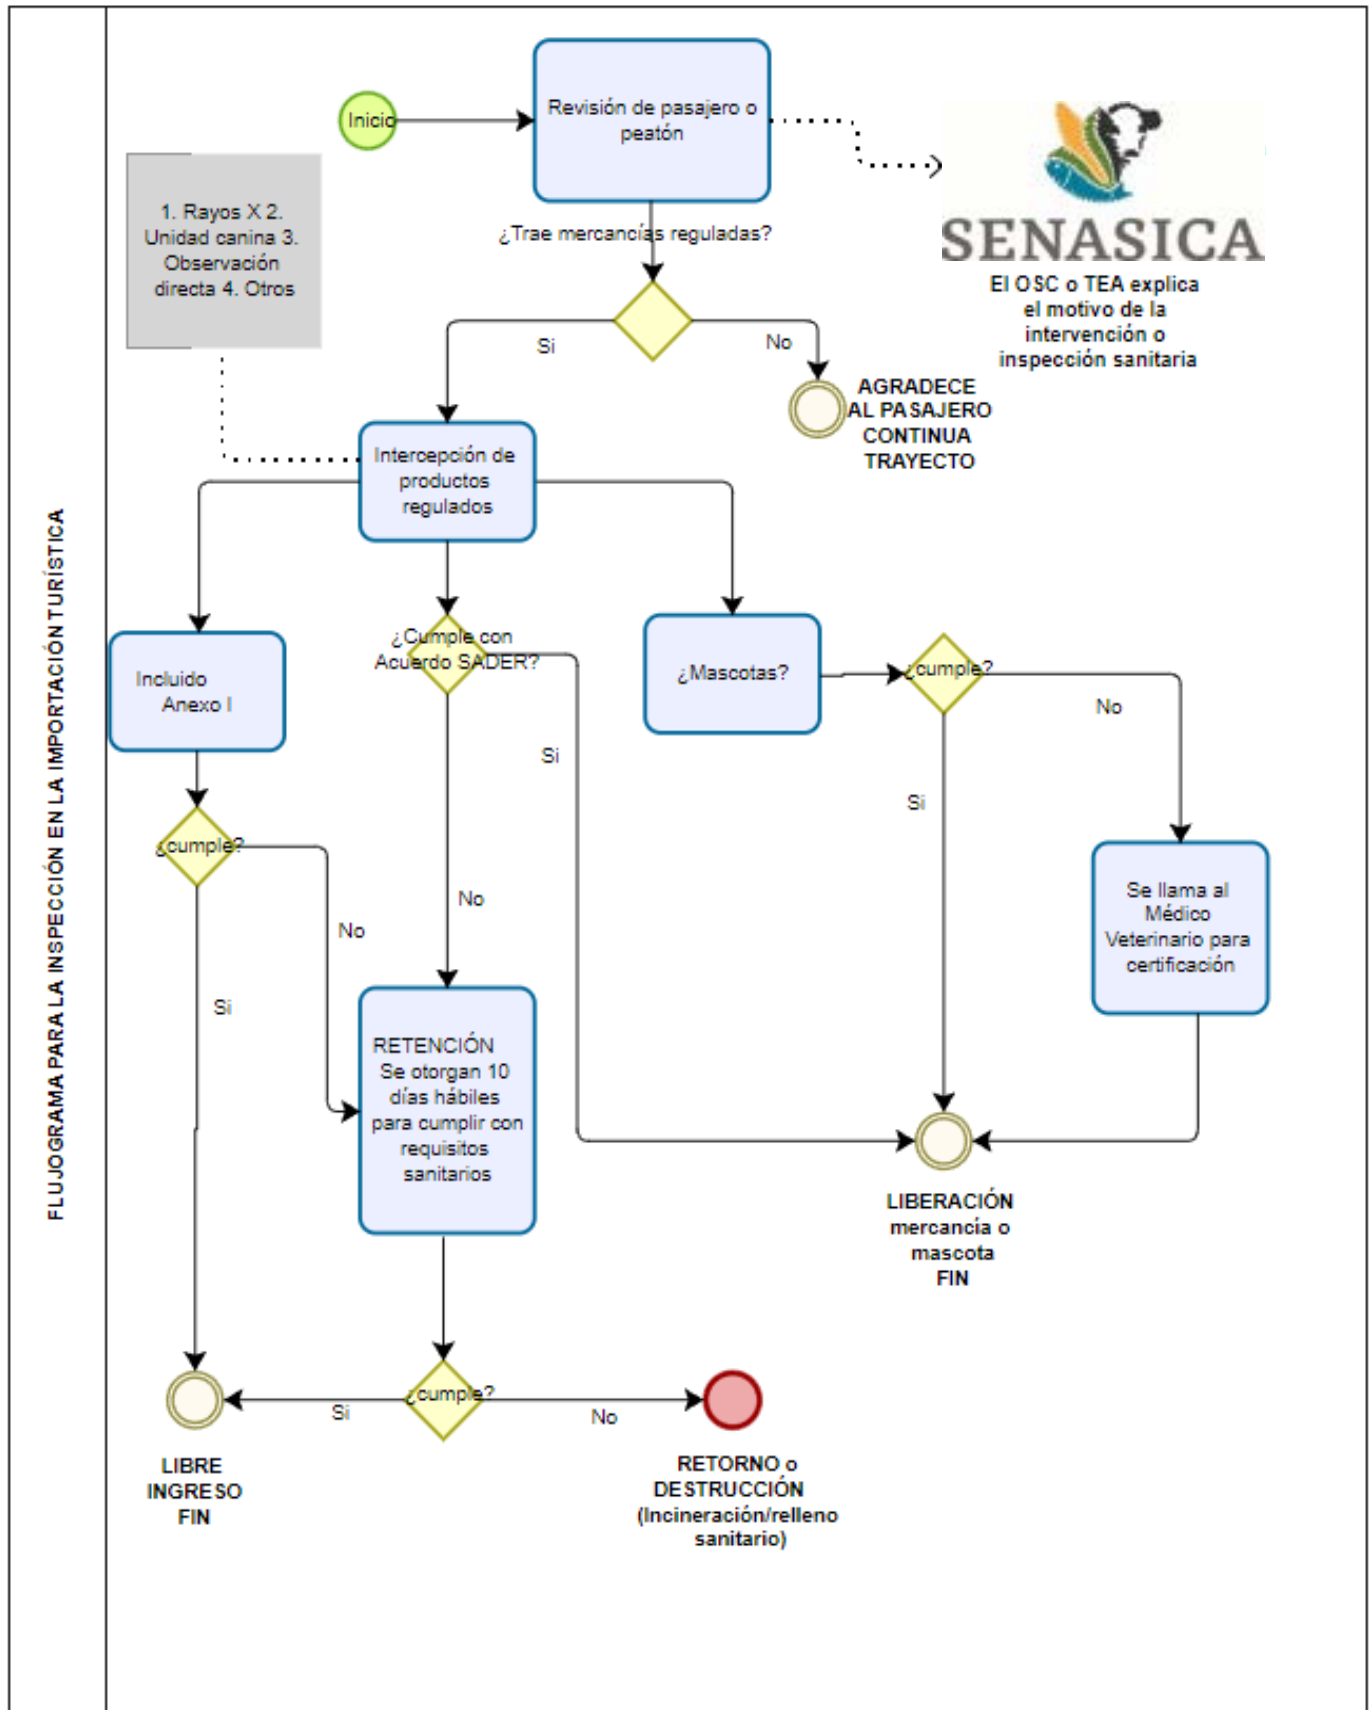 FLUJOGRAMA PARA LA INSPECCIÓN EN LA IMPORTACIÓN TURÍSTICA
Inicio
Revisión de pasajero o
peatón
SENASICA
El OSC o TEA explica
el motivo de la
intervención o
inspección sanitaria
1. Rayos X 2.
Unidad canina 3.
Observación
directa 4. Otros
¿Trae mercancías reguladas?
Si
No
AGRADECE
AL PASAJERO
CONTINUA
TRAYECTO
Intercepción de
productos
regulados
Incluido
Anexo I
¿Cumple con
Acuerdo SADER?
¿Mascotas?
¿cumple?
No
Si
Si
¿cumple?
No
No
Si
Se llama al
Médico
Veterinario para
certificación
RETENCIÓN
Se otorgan 10
días hábiles
para cumplir con
requisitos
sanitarios
LIBERACIÓN
mercancia o
mascota
FIN
¿cumple?
Si
No
LIBRE
INGRESO
FIN
RETORNO o
DESTRUCCIÓN
(Incineración/relleno
sanitario)